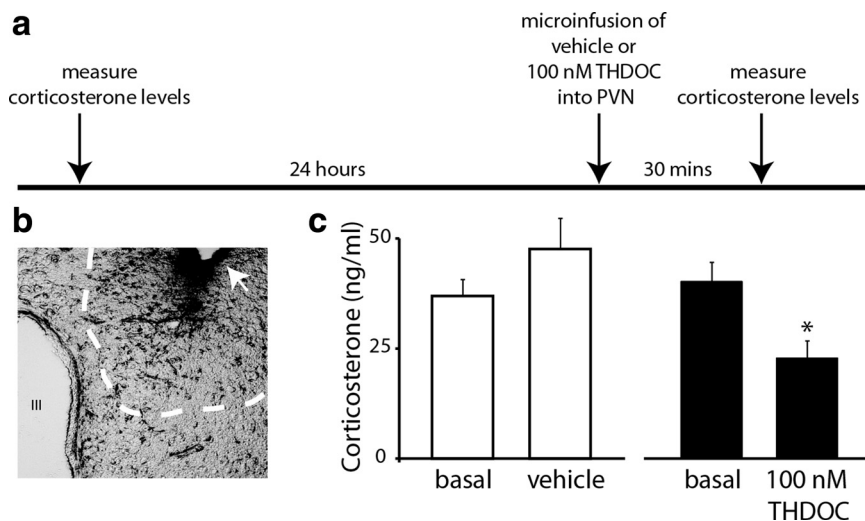 a
microinfusion of
vehicle or
100 nM THDOC
into PVN
measure
corticosterone levels
measure
corticosterone levels
24 hours
30 mins
b
III
c
Corticosterone (ng/ml)
50
25
0
basal
vehicle
*
basal
100 nM
THDOC